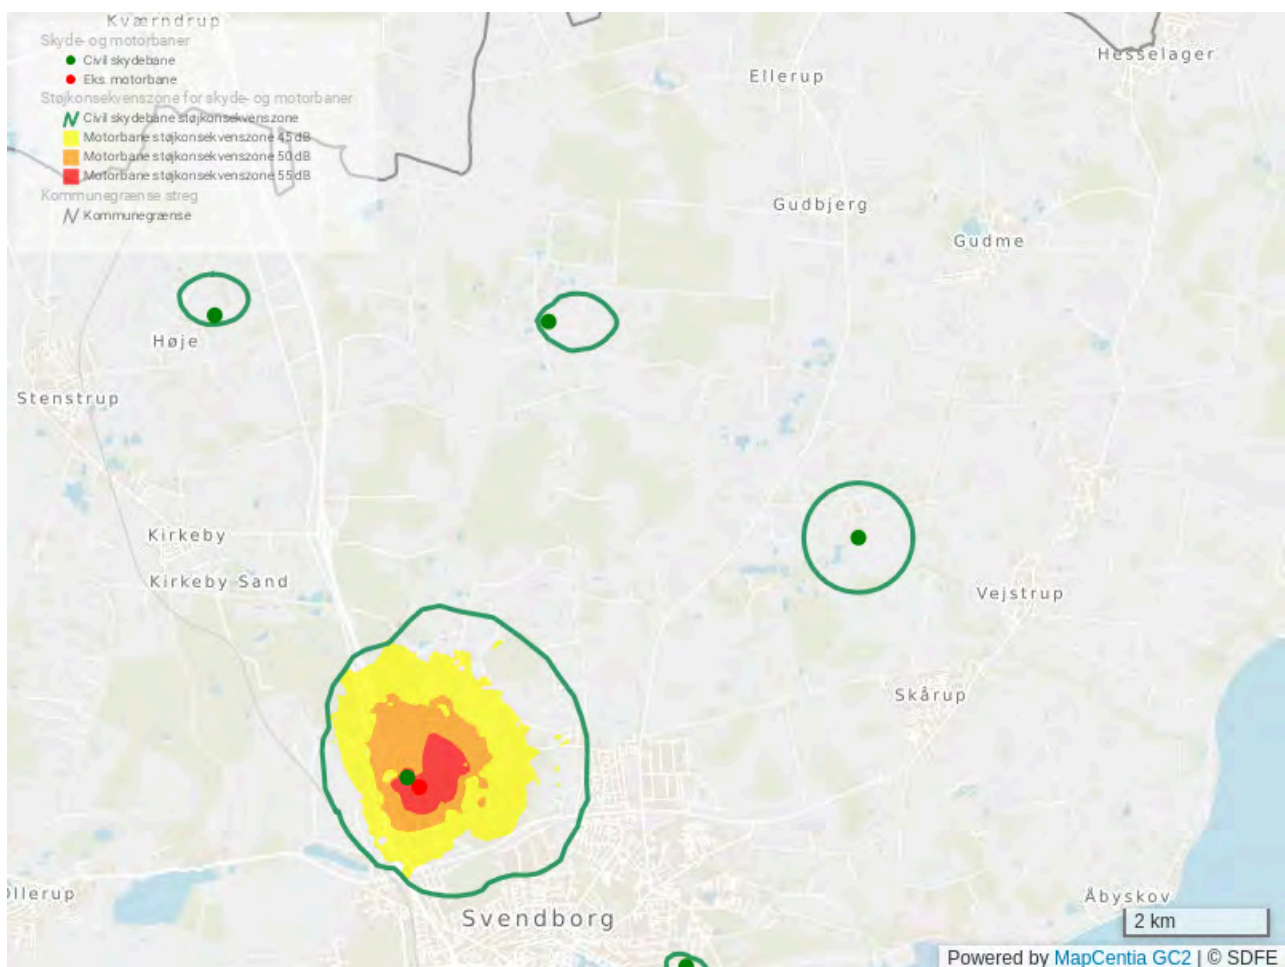 Kværndrup
Skyde- og motorbaner
Civil skydebane
Eks. motorbane
Støjkonsekvenszone for skyde- og motorbaner
Civil skydebane støjkonsekvenszone
Motorbane støjkonsekvenszone 45 dB
Motorbane støjkonsekvenszone 50 dB
Motorbane støjkonsekvenszone 55 dB
Kommunegrænse streg
Kommunegrænse
Hesselager
Ellerup
Gudbjerg
Gudme
Høje
Stenstrup
Kirkeby
Kirkeby Sand
Vejstrup
Skårup
Ollerup
Svendborg
Åbyskov
2 km
Powered by MapCentia GC2 | © SDFE